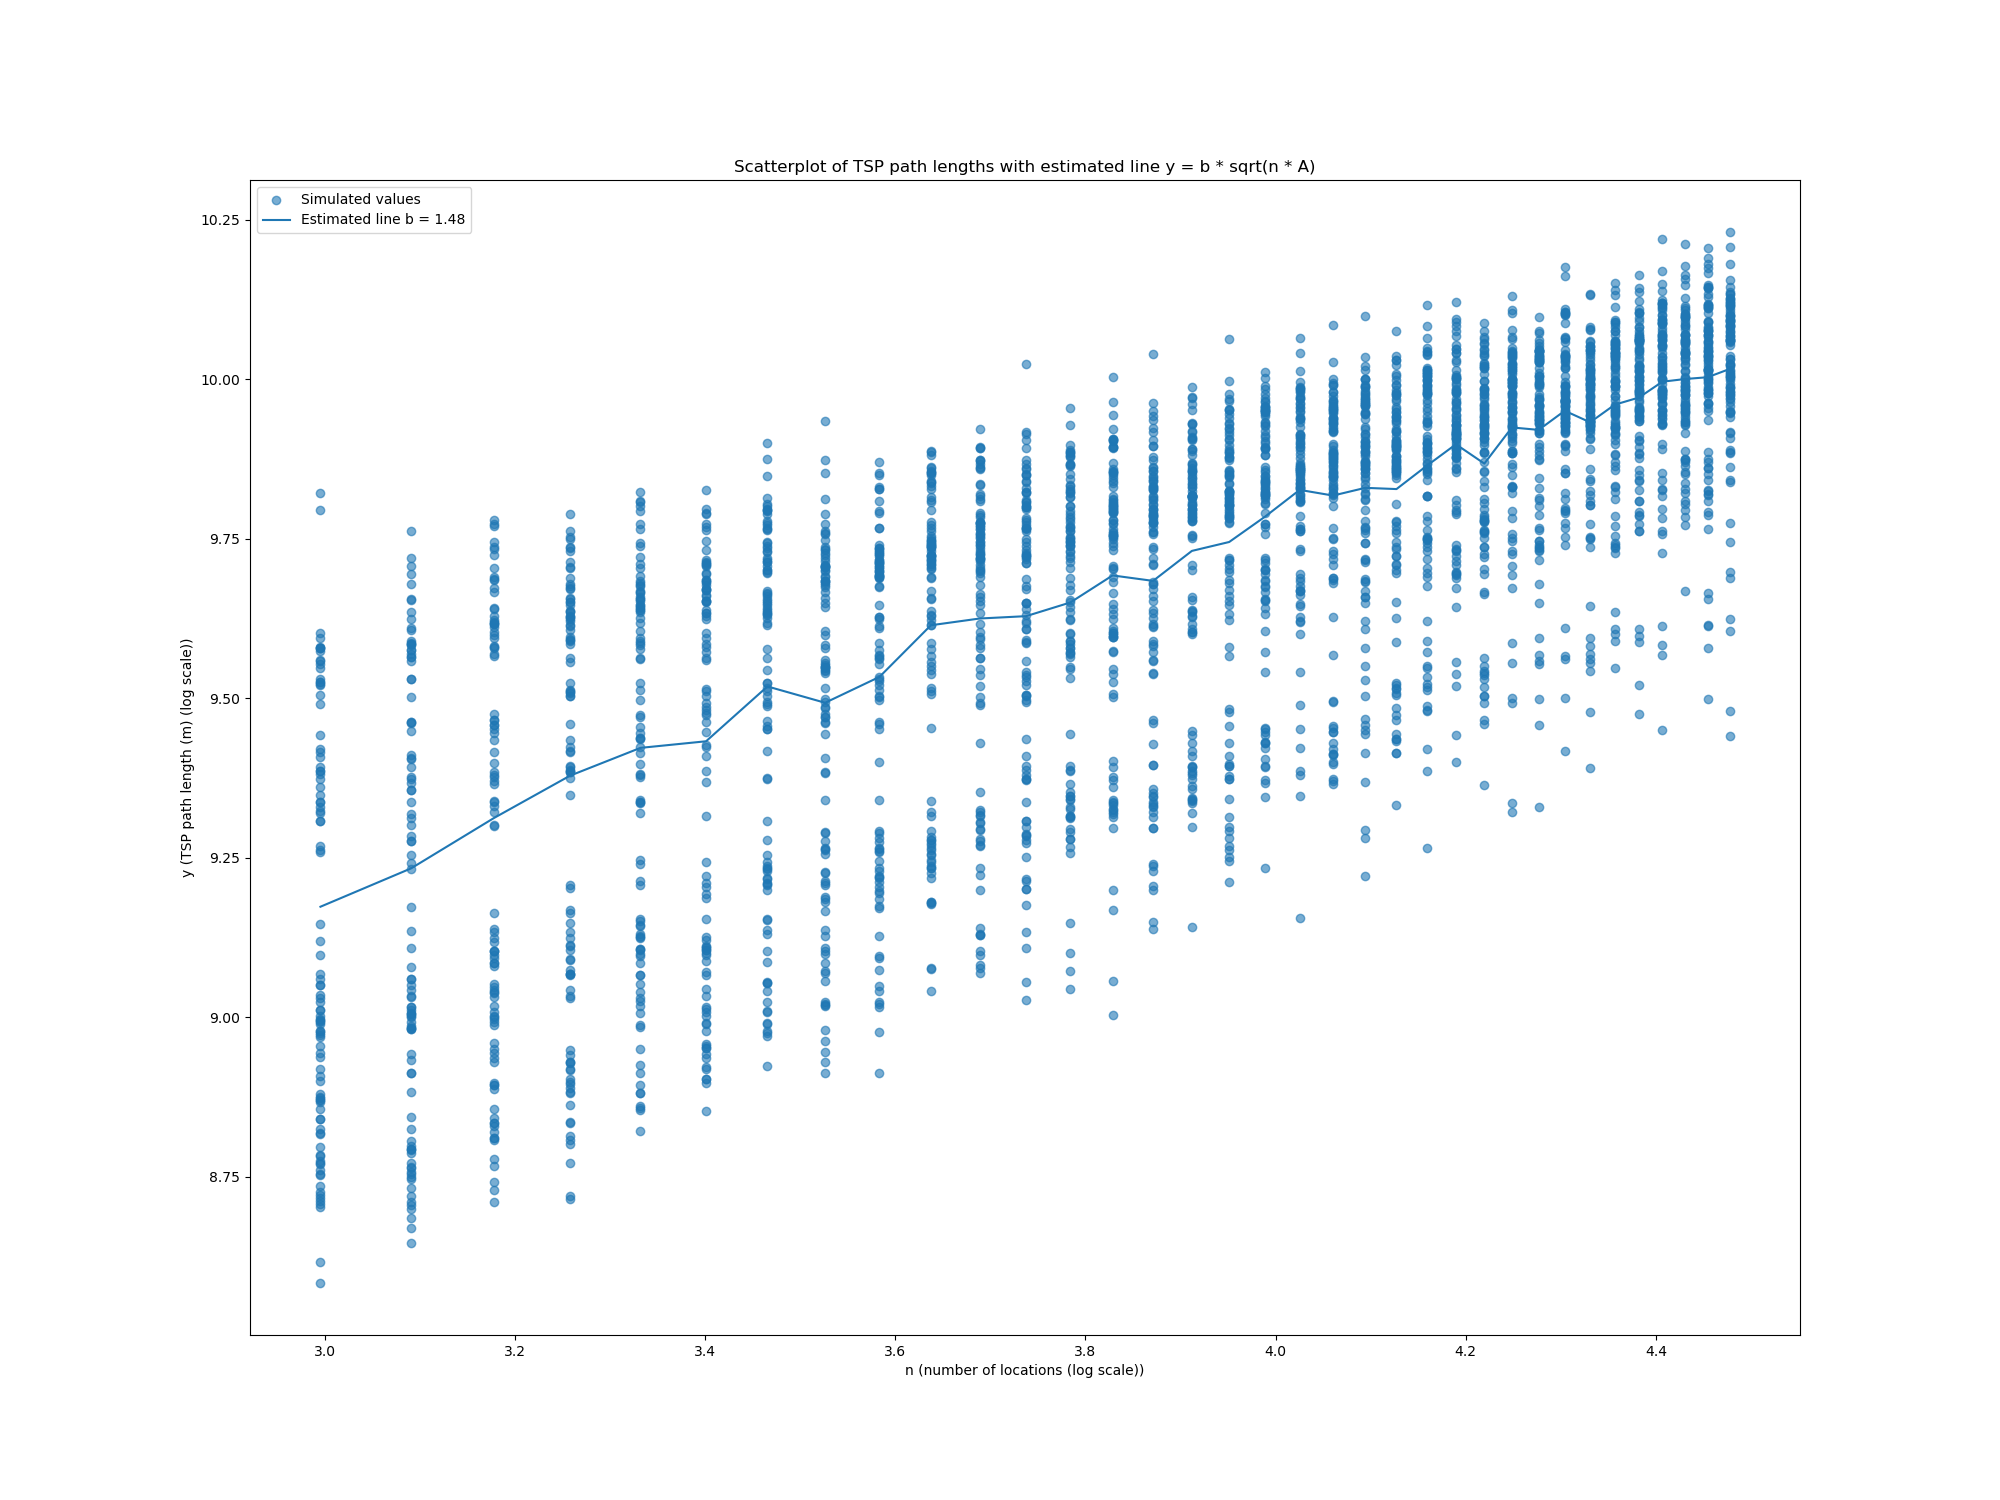 Scatterplot of TSP path lengths with estimated line y = b * sqrt(n * A)
Simulated values
Estimated line b = 1.48
10.25
10.00
9.75
9.50
9.25
9.00
8.75
y (TSP path length (m) (log scale))
3.0 3.2 3.4 3.6 3.8 4.0 4.2 4.4
n (number of locations (log scale))